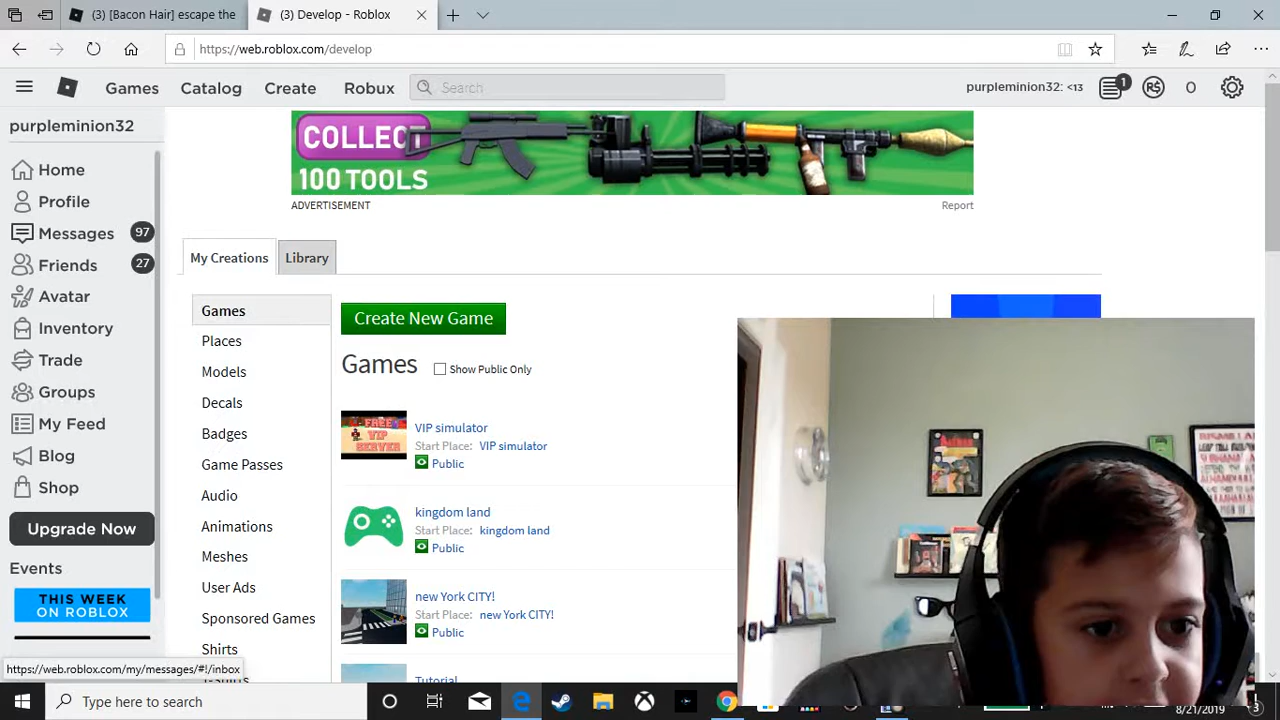 (3) [Bacon Hair] escape the
(3) Develop - Roblox
https://web.roblox.com/develop
Games
Catalog
Create
Robux
Search
purpleminion32: <13
1
0
purpleminion32
Home
Profile
Messages
97
Friends
27
Avatar
Inventory
Trade
Groups
My Feed
Blog
Shop
Upgrade Now
Events
THIS WEEK
ON ROBLOX
COLLECT
100 TOOLS
ADVERTISEMENT
Report
My Creations
Library
Games
Places
Models
Decals
Badges
Game Passes
Audio
Animations
Meshes
User Ads
Sponsored Games
Shirts
Create New Game
Games
Show Public Only
FREE
VIP
SERVER
VIP simulator
Start Place: VIP simulator
Public
kingdom land
Start Place: kingdom land
Public
new York CITY!
Start Place: new York CITY!
Public
Tutorial
https://web.roblox.com/my/messages/#!/inbox
Type here to search
8/21/2019
3